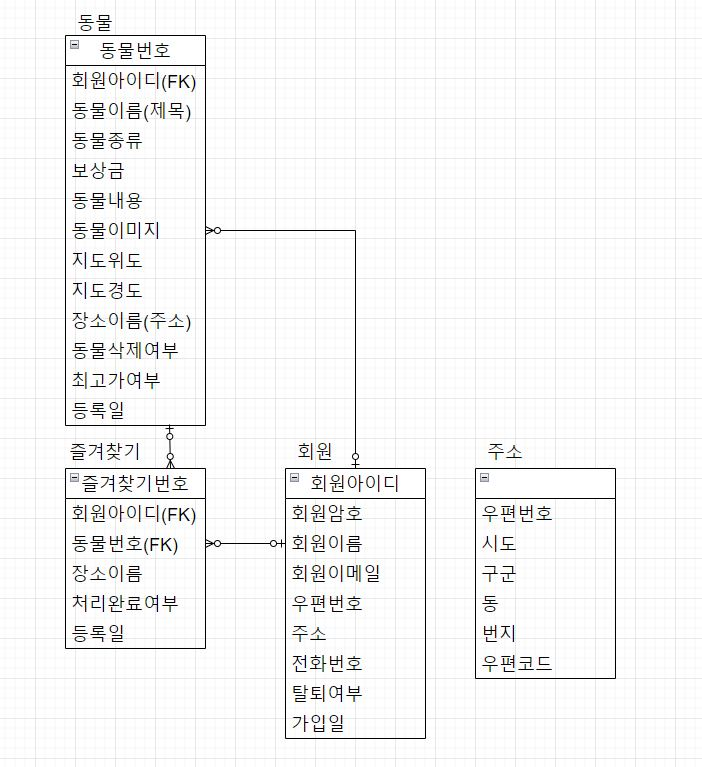 동물
동물번호
회원아이디(FK)
동물이름(제목)
동물종류
보상금
동물내용
동물이미지
지도위도
지도경도
장소이름(주소)
동물삭제여부
최고가여부
등록일
즐겨찾기
즐겨찾기번호
회원아이디(FK)
동물번호(FK)
장소이름
처리완료여부
등록일
회원
회원아이디
회원암호
회원이름
회원이메일
우편번호
주소
전화번호
탈퇴여부
가입일
주소
우편번호
시도
구군
동
번지
우편코드